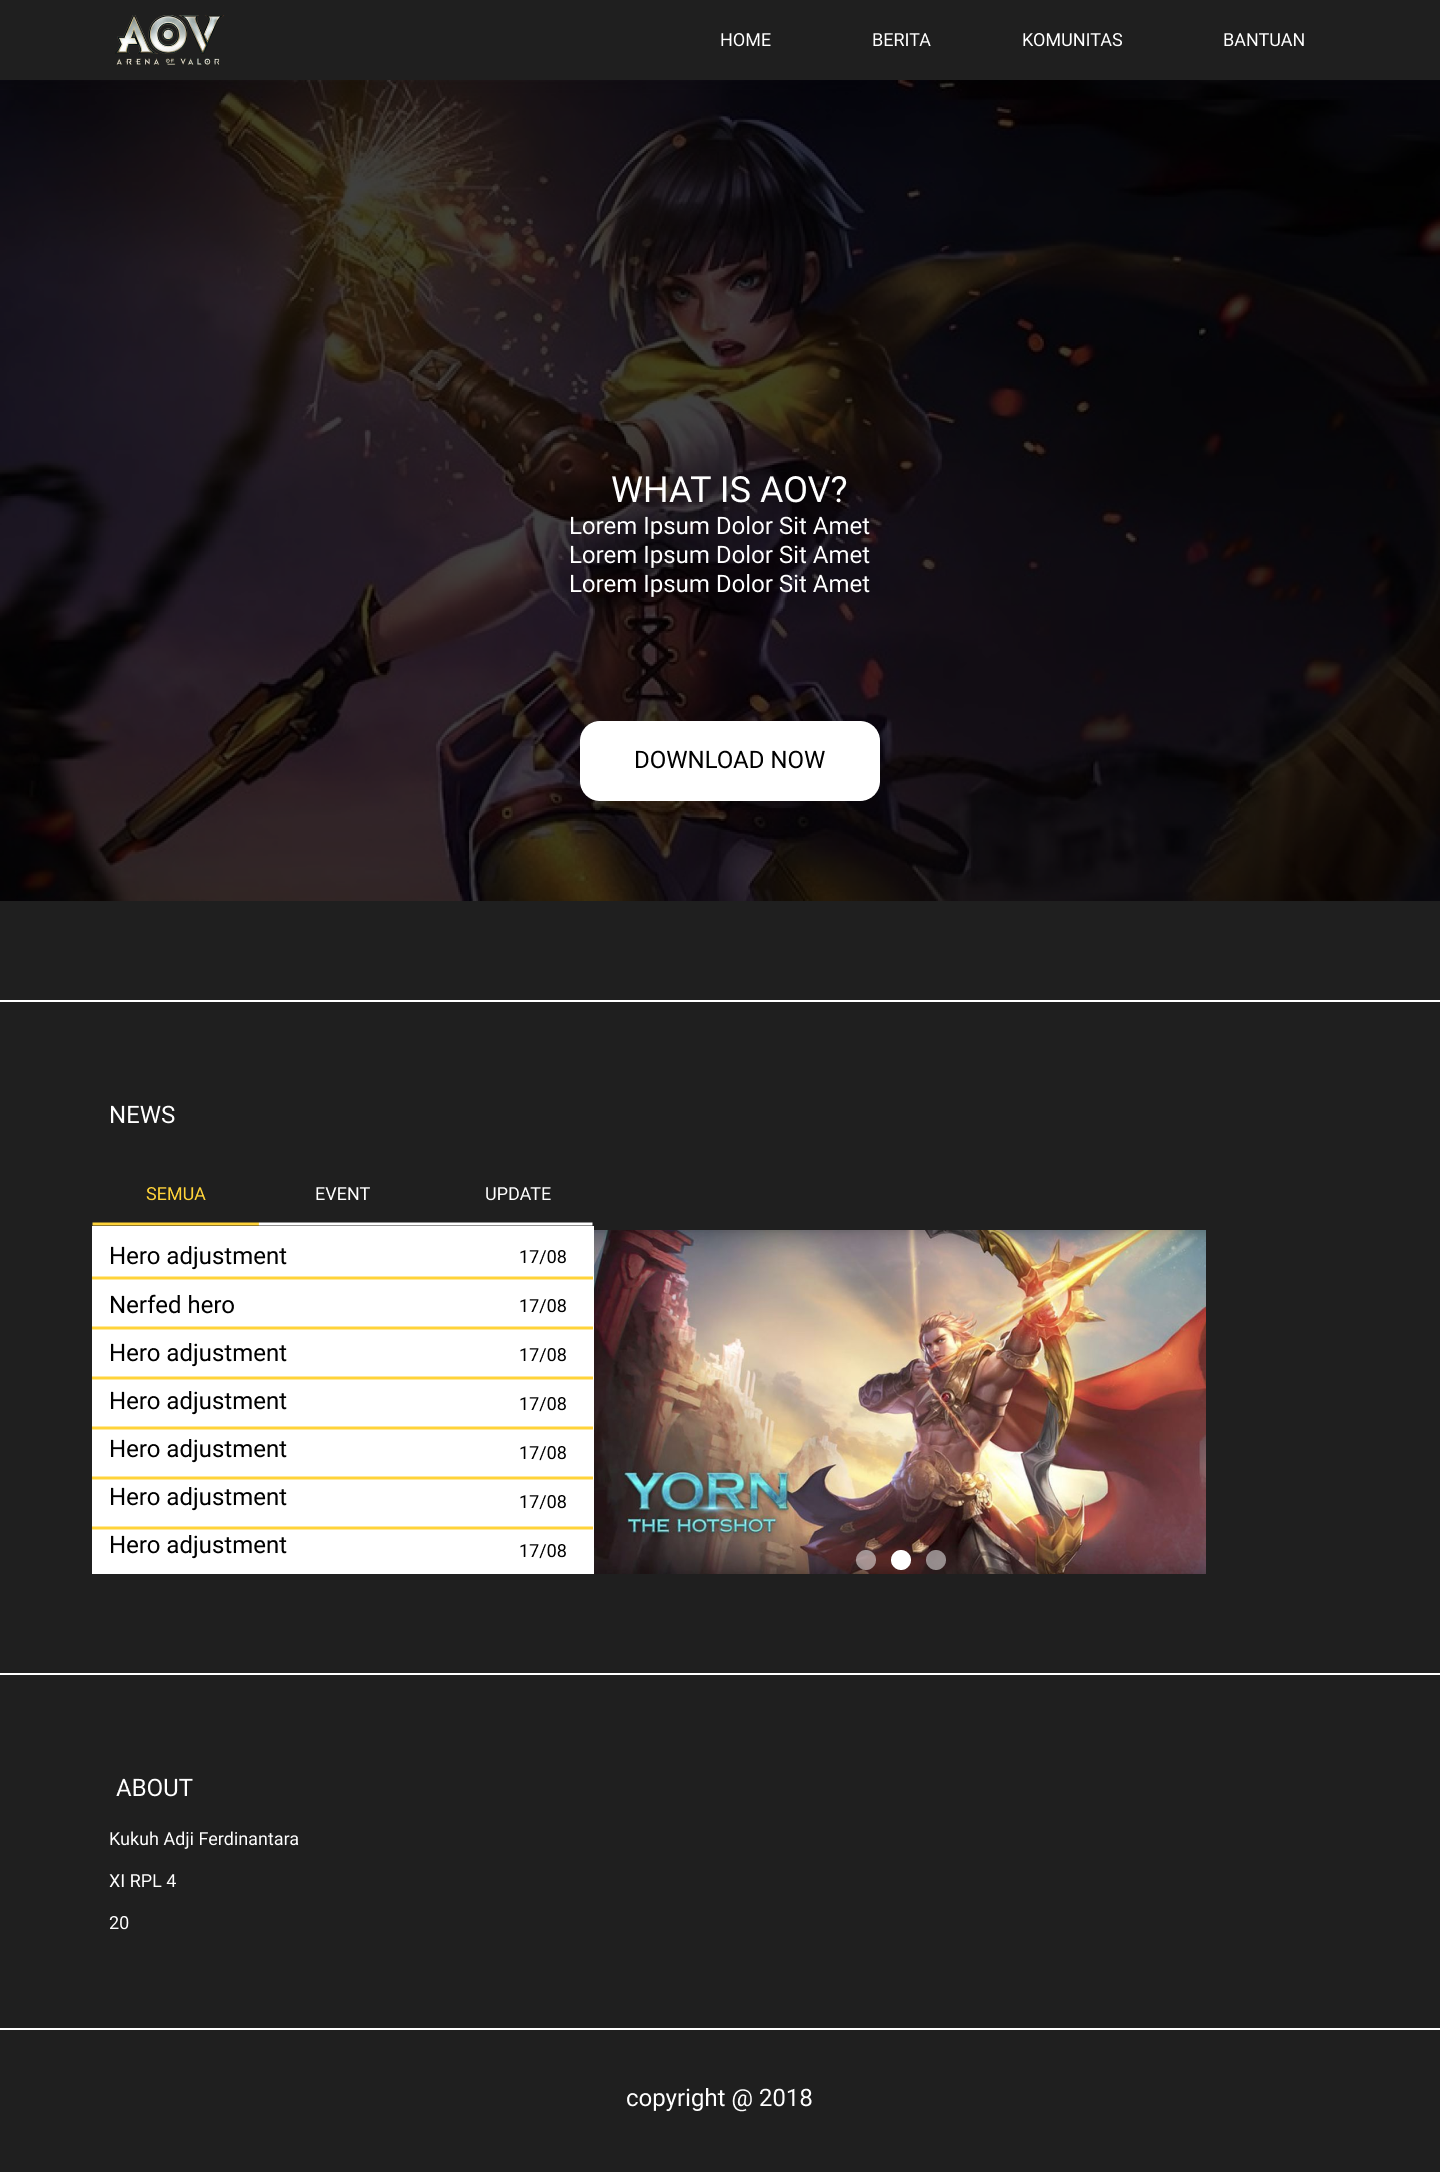 AOV
ARENA OF VALOR
HOME
BERITA
KOMUNITAS
BANTUAN
WHAT IS AOV?
Lorem Ipsum Dolor Sit Amet
Lorem Ipsum Dolor Sit Amet
Lorem Ipsum Dolor Sit Amet
DOWNLOAD NOW
NEWS
SEMUA
EVENT
UPDATE
Hero adjustment 17/08
Nerfed hero 17/08
Hero adjustment 17/08
Hero adjustment 17/08
Hero adjustment 17/08
Hero adjustment 17/08
Hero adjustment 17/08
YORN
THE HOTSHOT
ABOUT
Kukuh Adji Ferdinantara
XI RPL 4
20
copyright @ 2018